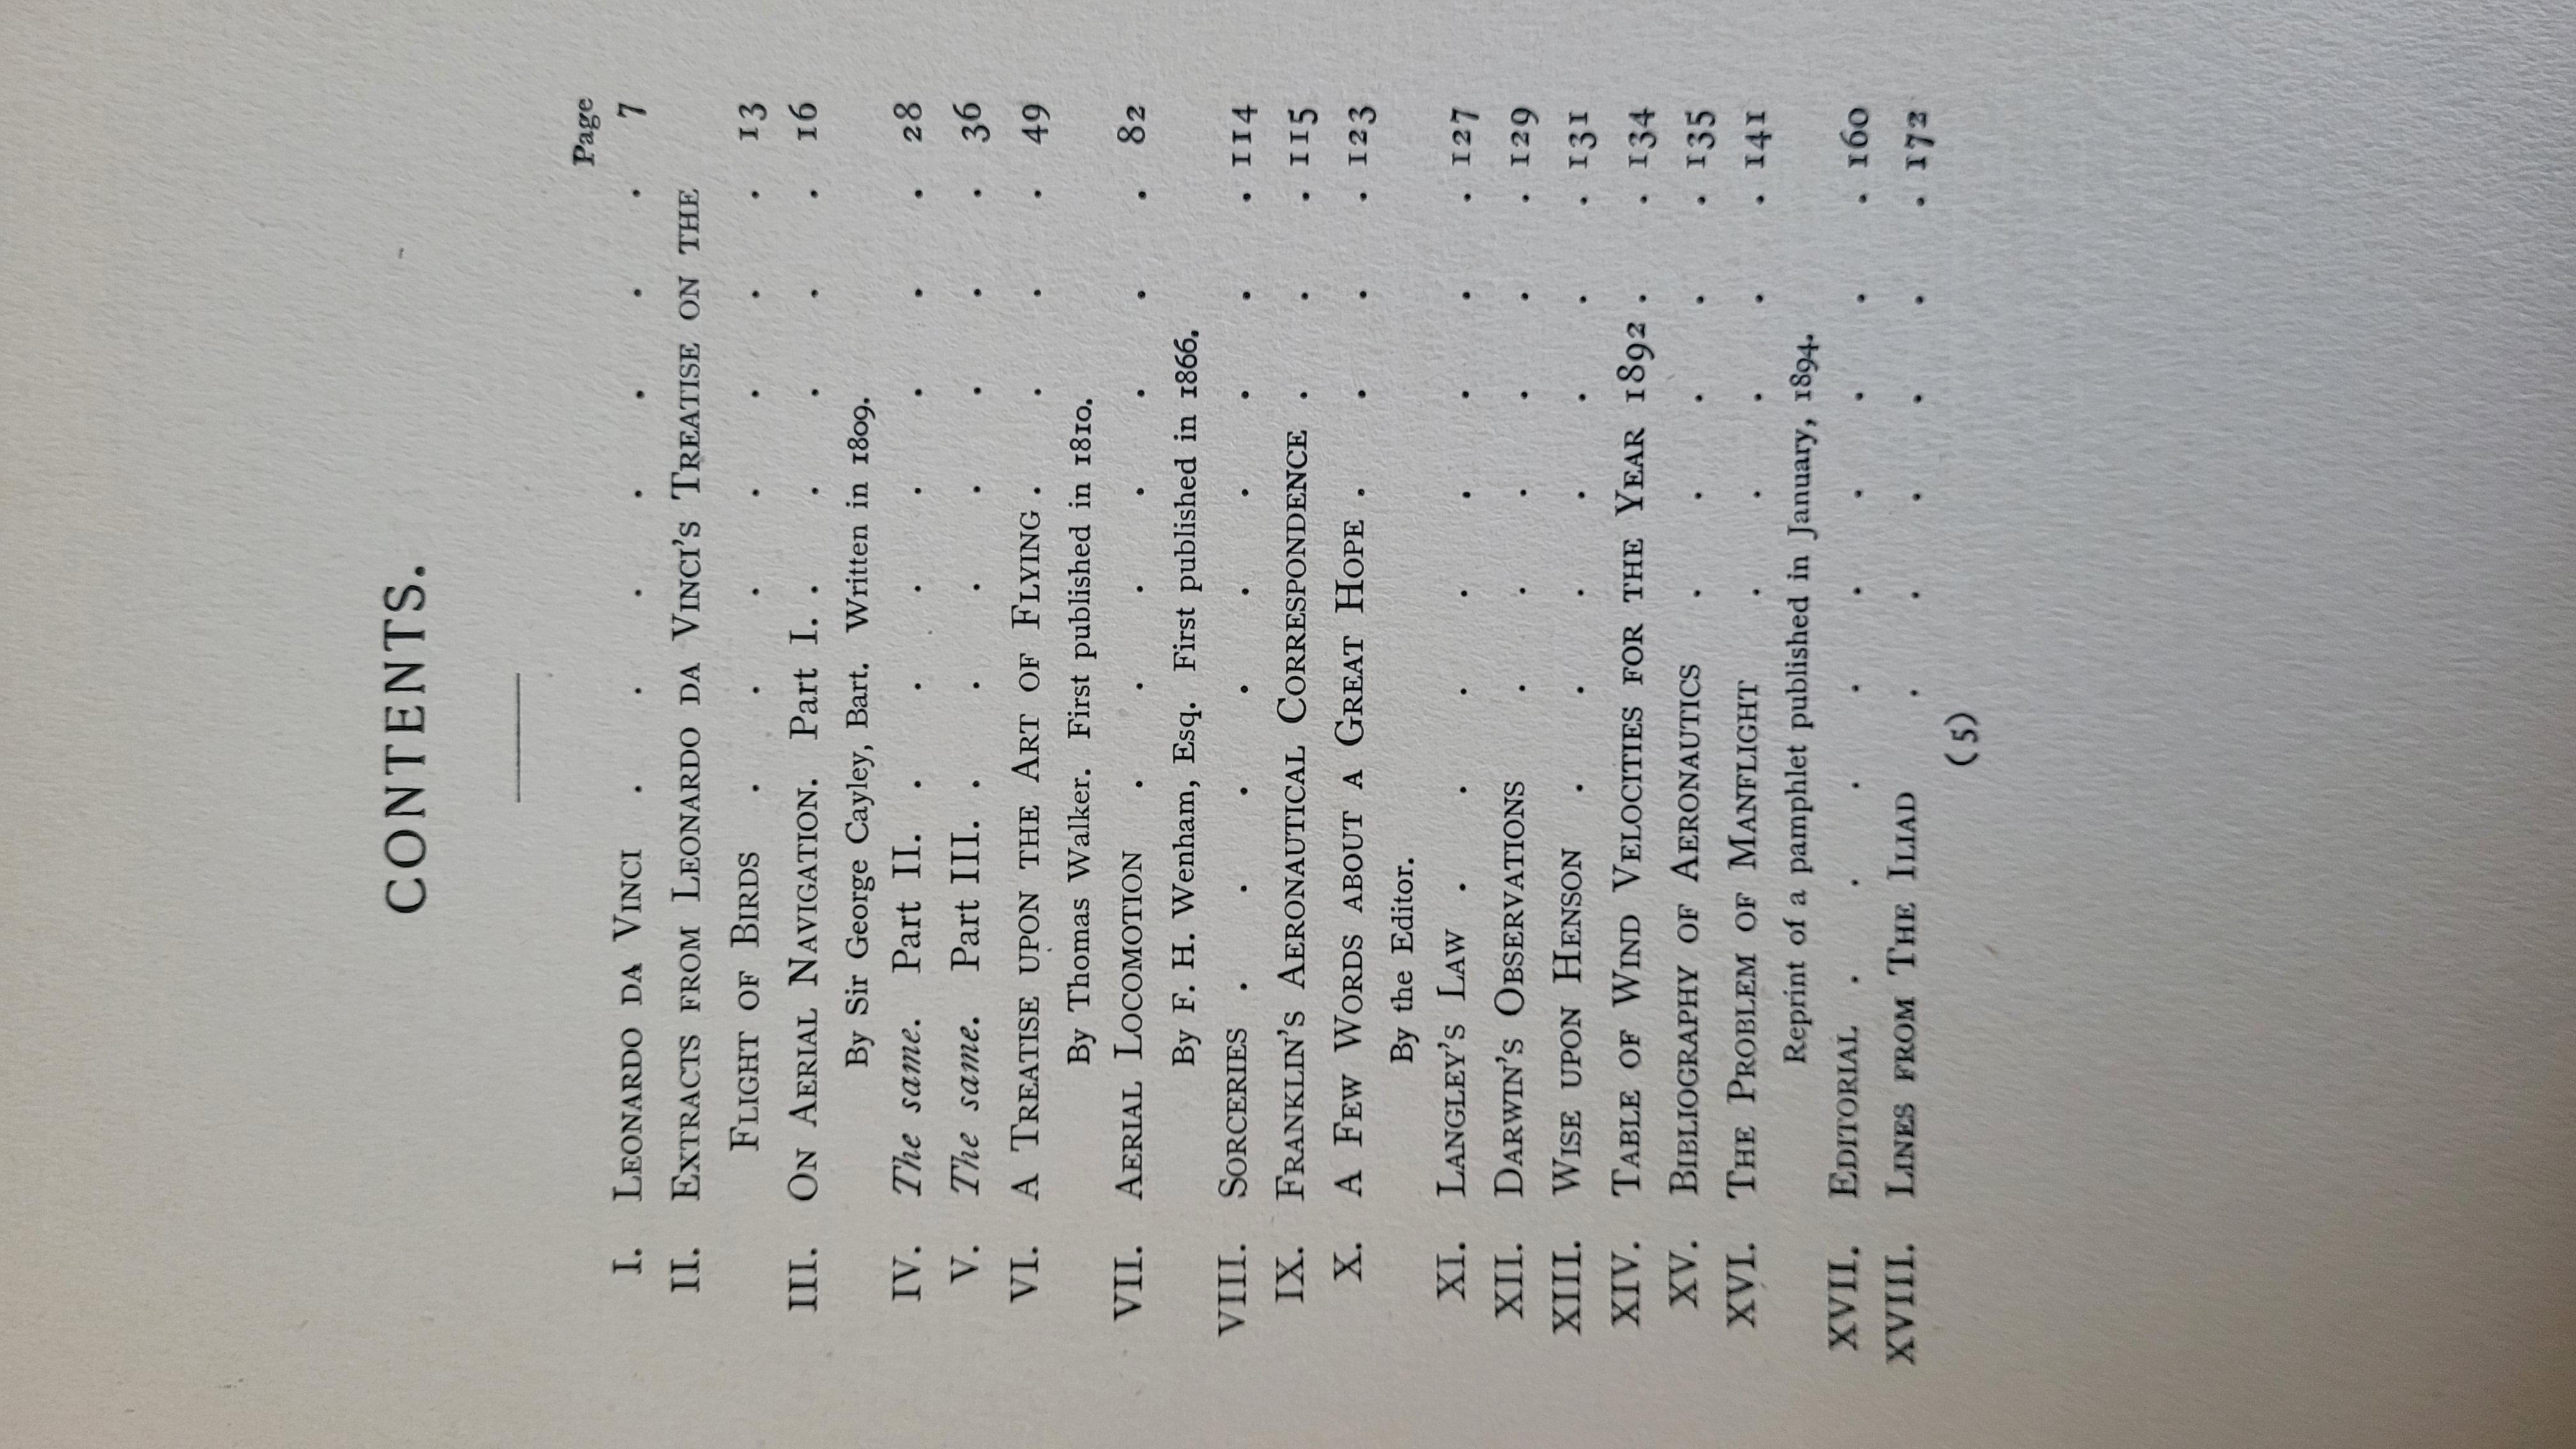 CONTENTS.
Page
I. LEONARDO DA VINCI . . . . . . . 7
II. EXTRACTS FROM LEONARDO DA VINCI'S TREATISE ON THE
FLIGHT OF BIRDS . . . . . . . 13
III. ON AERIAL NAVIGATION. Part I. . . . . . 16
By Sir George Cayley, Bart. Written in 1809.
IV. The same. Part II. . . . . . . . 28
V. The same. Part III. . . . . . . . 36
VI. A TREATISE UPON THE ART OF FLYING . . . . 49
By Thomas Walker. First published in 1810.
VII. AERIAL LOCOMOTION . . . . . . . 82
By F. H. Wenham, Esq. First published in 1866.
VIII. SORCERIES . . . . . . . . . 114
IX. FRANKLIN'S AERONAUTICAL CORRESPONDENCE . . . 115
X. A FEW WORDS ABOUT A GREAT HOPE . . . . 123
By the Editor.
XI. LANGLEY'S LAW . . . . . . . . 127
XII. DARWIN'S OBSERVATIONS . . . . . . 129
XIII. WISE UPON HENSON . . . . . . . 131
XIV. TABLE OF WIND VELOCITIES FOR THE YEAR 1892 . . 134
XV. BIBLIOGRAPHY OF AERONAUTICS . . . . . 135
XVI. THE PROBLEM OF MANFLIGHT . . . . . 141
Reprint of a pamphlet published in January, 1894.
XVII. EDITORIAL . . . . . . . . . 160
XVIII. LINES FROM THE ILIAD . . . . . . 172
(5)